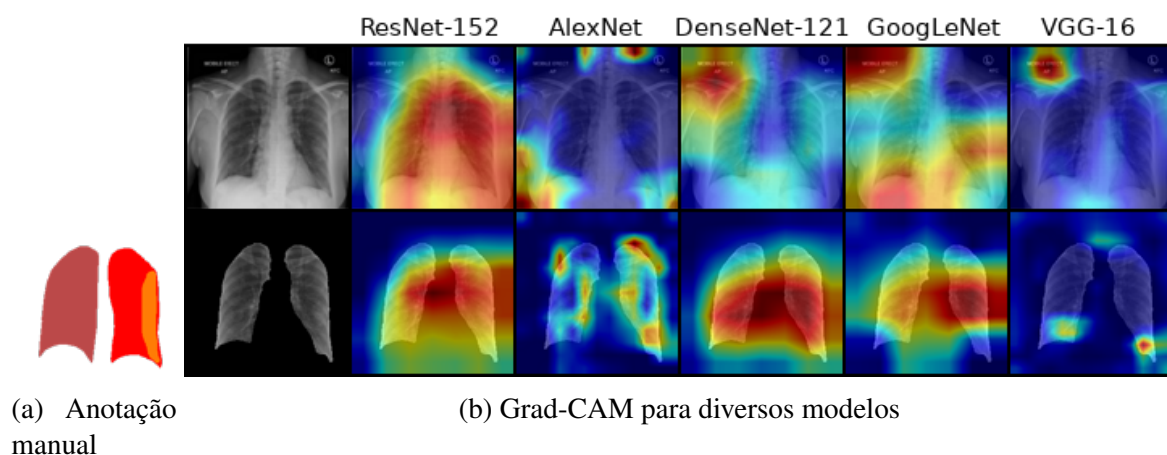 ResNet-152 AlexNet DenseNet-121 GoogLeNet VGG-16
(a) Anotação manual
(b) Grad-CAM para diversos modelos